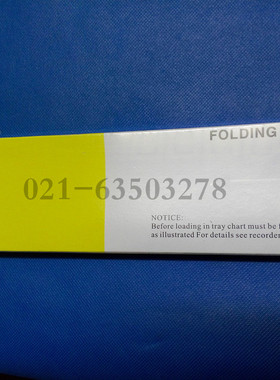 FOLDING
021-63503278
NOTICE:
Before loading in tray chart must be
as illustrated For details see recorder